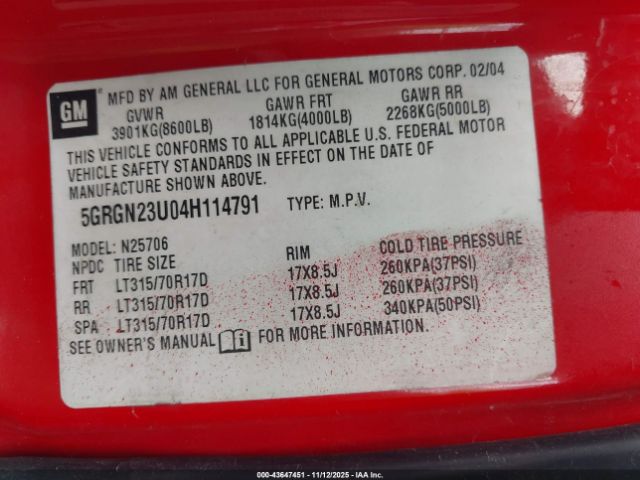 GM
MFD BY AM GENERAL LLC FOR GENERAL MOTORS CORP. 02/04
GVWR GAWR FRT GAWR RR
3901KG(8600LB) 1814KG(4000LB) 2268KG(5000LB)
THIS VEHICLE CONFORMS TO ALL APPLICABLE U.S. FEDERAL MOTOR
VEHICLE SAFETY STANDARDS IN EFFECT ON THE DATE OF
MANUFACTURE SHOWN ABOVE.
5GRGN23U04H114791 TYPE: M.P.V.
MODEL: N25706
NPDC TIRE SIZE RIM COLD TIRE PRESSURE
FRT LT315/70R17D 17X8.5J 260KPA(37PSI)
RR LT315/70R17D 17X8.5J 260KPA(37PSI)
SPA LT315/70R17D 17X8.5J 340KPA(50PSI)
SEE OWNER'S MANUAL i FOR MORE INFORMATION.
000-43647451 - 11/12/2025 - IAA Inc.